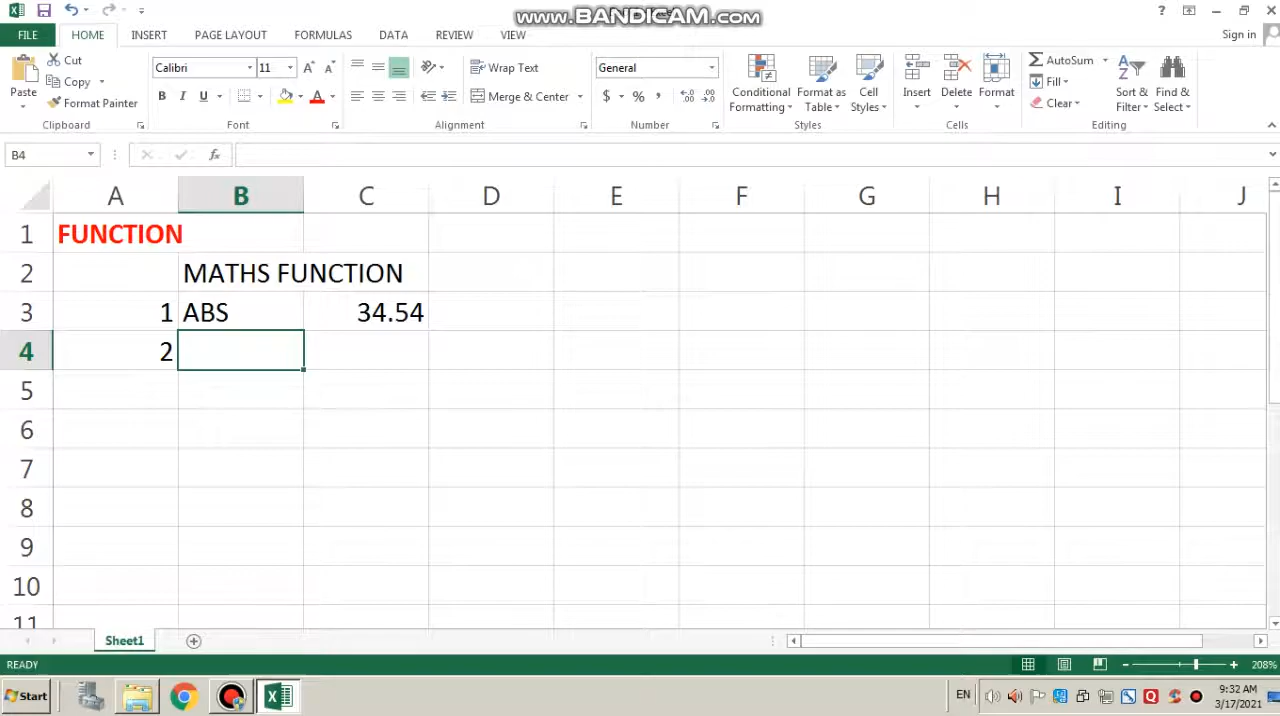 www.BANDICAM.com
? Sign in
FILE HOME INSERT PAGE LAYOUT FORMULAS DATA REVIEW VIEW
Cut
Copy
Format Painter
Paste
Clipboard
Calibri 11
B I U A
Font
Wrap Text
Merge & Center
Alignment
General
$ % ,
Number
Conditional Formatting
Format as Table
Cell Styles
Styles
Insert Delete Format
Cells
AutoSum
Fill
Clear
Sort & Filter
Find & Select
Editing
B4 fx
A B C D E F G H I J
1 FUNCTION
2 MATHS FUNCTION
3 1 ABS 34.54
4 2
5
6
7
8
9
10
11
Sheet1
READY 208%
Start EN 9:32 AM
3/17/2021